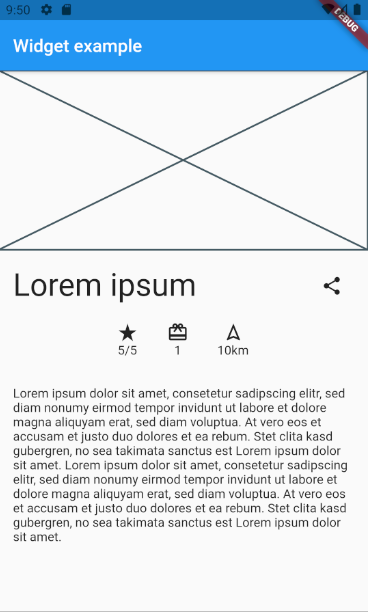 9:50
DEBUG
Widget example
Lorem ipsum
5/5
1
10km
Lorem ipsum dolor sit amet, consetetur sadipscing elitr, sed
diam nonumy eirmod tempor invidunt ut labore et dolore
magna aliquyam erat, sed diam voluptua. At vero eos et
accusam et justo duo dolores et ea rebum. Stet clita kasd
gubergren, no sea takimata sanctus est Lorem ipsum dolor
sit amet. Lorem ipsum dolor sit amet, consetetur sadipscing
elitr, sed diam nonumy eirmod tempor invidunt ut labore et
dolore magna aliquyam erat, sed diam voluptua. At vero eos
et accusam et justo duo dolores et ea rebum. Stet clita kasd
gubergren, no sea takimata sanctus est Lorem ipsum dolor
sit amet.